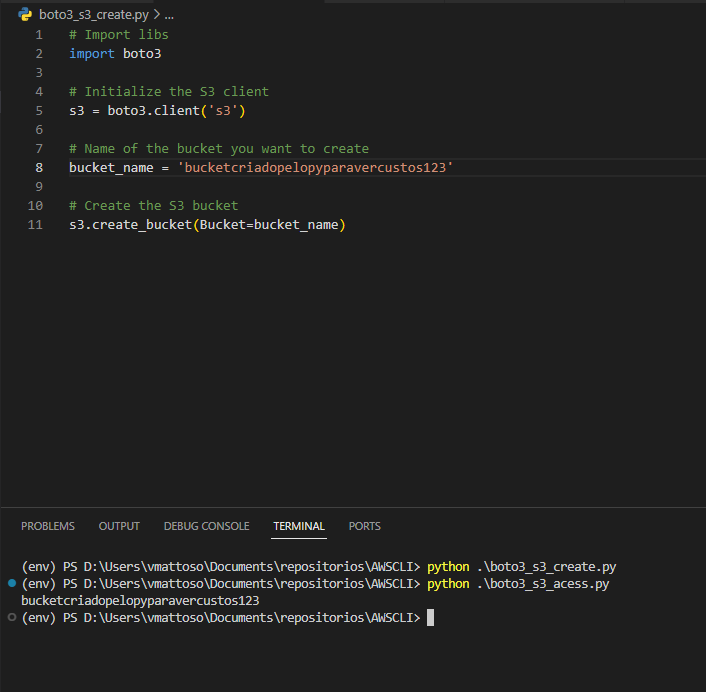 boto3_s3_create.py > ...
1 # Import libs
2 import boto3
3
4 # Initialize the S3 client
5 s3 = boto3.client('s3')
6
7 # Name of the bucket you want to create
8 bucket_name = 'bucketcriadopelopyparavercustos123'
9
10 # Create the S3 bucket
11 s3.create_bucket(Bucket=bucket_name)
PROBLEMS OUTPUT DEBUG CONSOLE TERMINAL PORTS
(env) PS D:\Users\vmattoso\Documents\repositorios\AWSCLI> python .\boto3_s3_create.py
(env) PS D:\Users\vmattoso\Documents\repositorios\AWSCLI> python .\boto3_s3_acess.py
bucketcriadopelopyparavercustos123
(env) PS D:\Users\vmattoso\Documents\repositorios\AWSCLI>